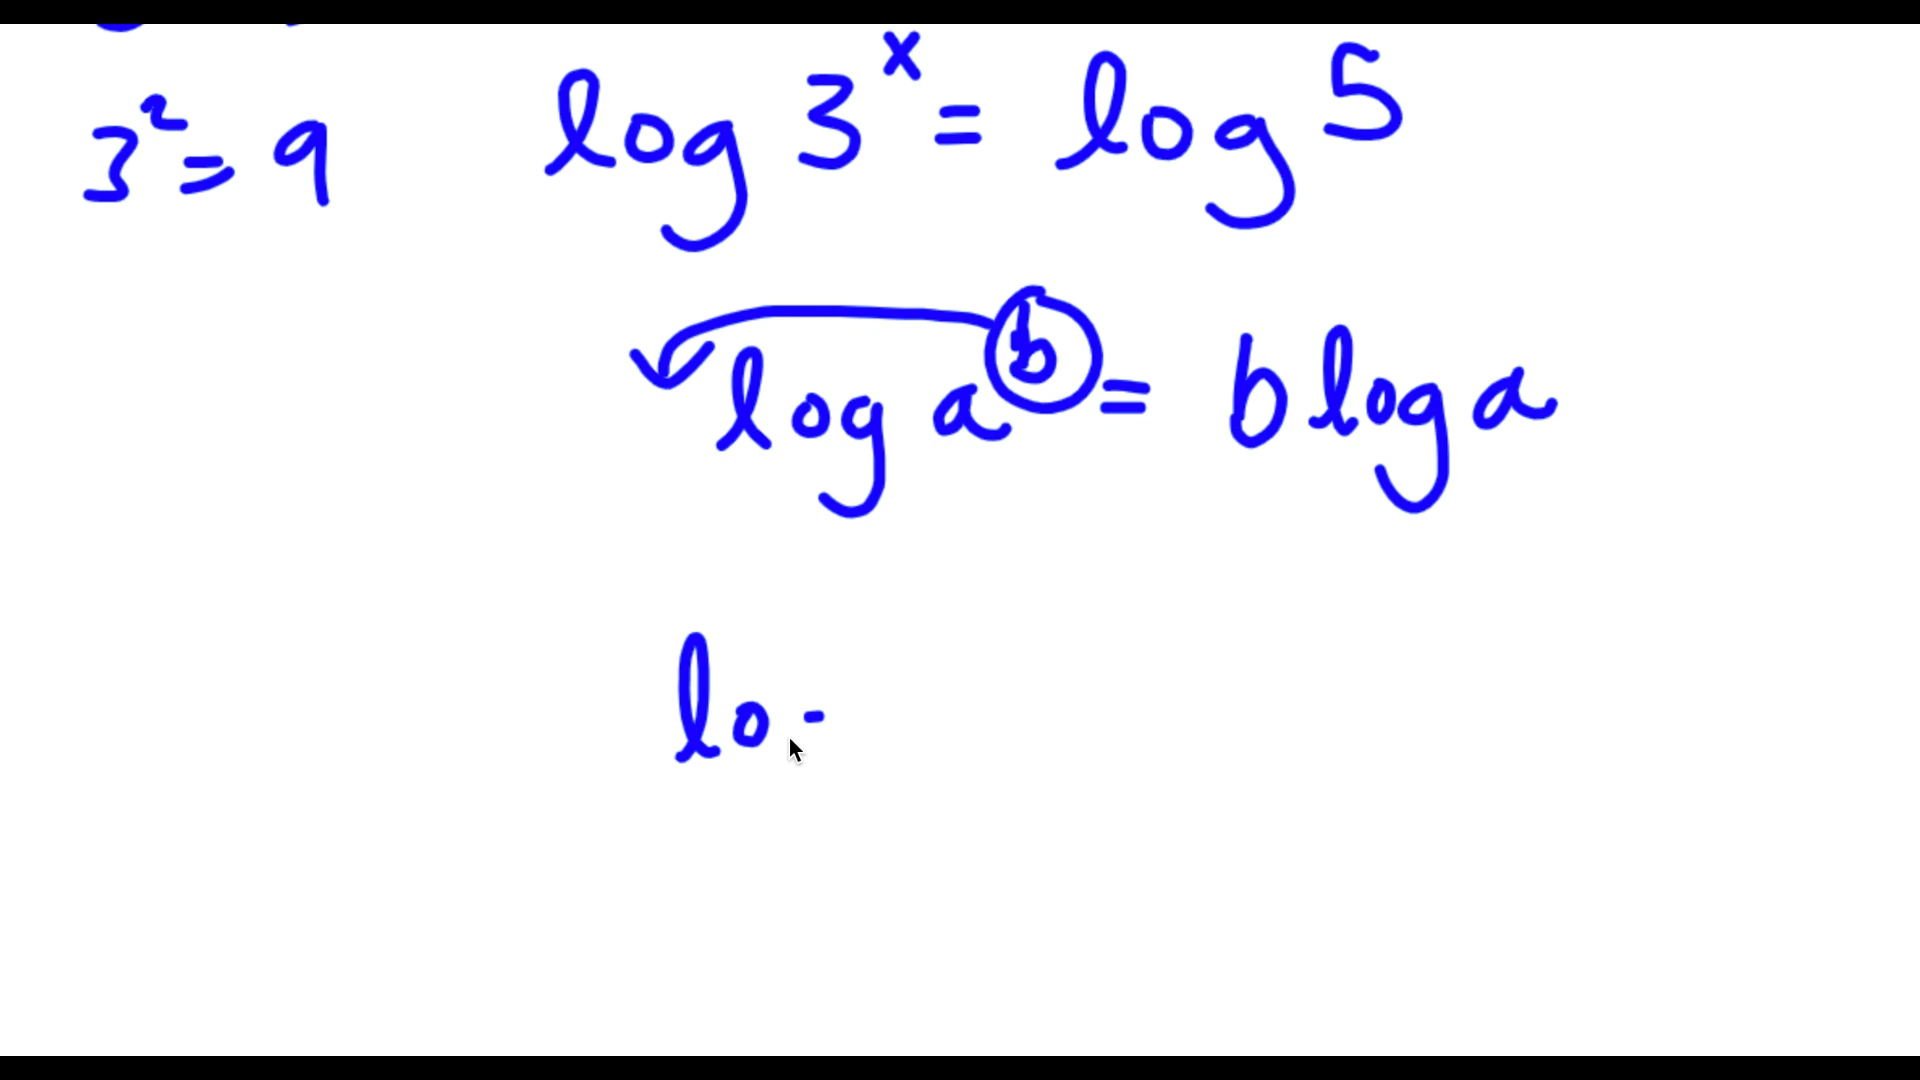 3² = 9
log 3ˣ = log 5
log aᵇ = b log a
lo